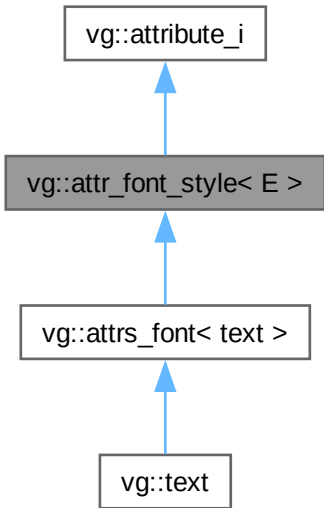 vg::attribute_i
vg::attr_font_style< E >
vg::attrs_font< text >
vg::text